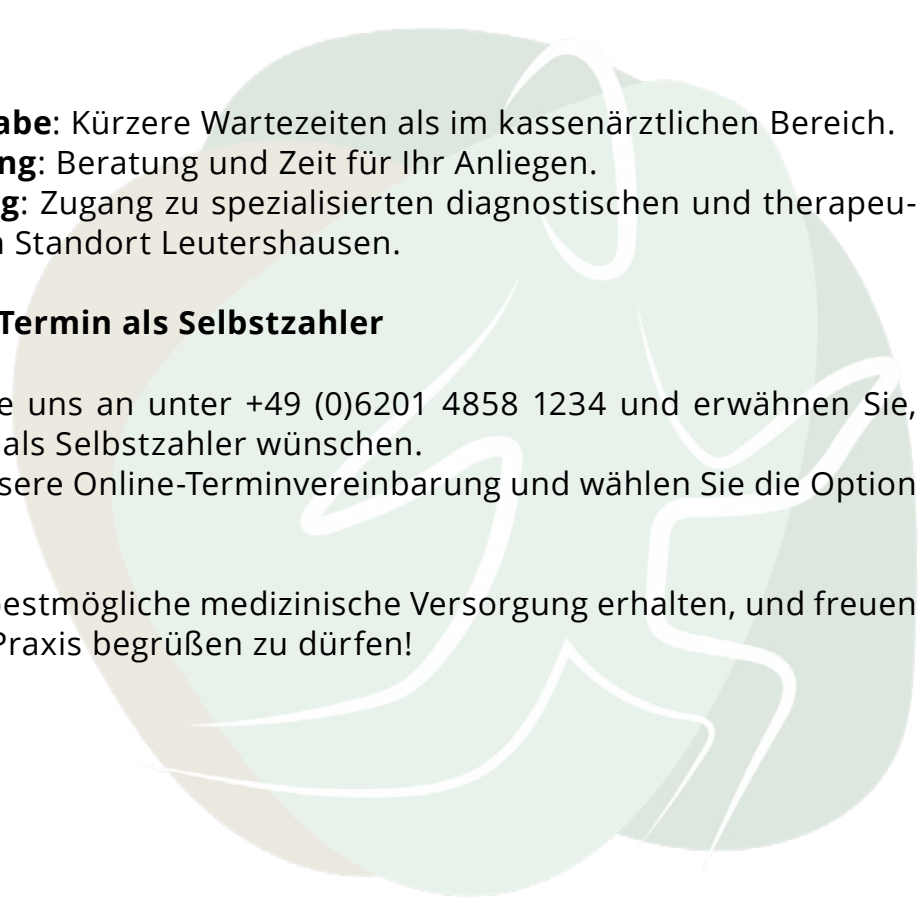 abe: Kürzere Wartezeiten als im kassenärztlichen Bereich.
ng: Beratung und Zeit für Ihr Anliegen.
g: Zugang zu spezialisierten diagnostischen und therapeu-
Standort Leutershausen.
Termin als Selbstzahler
e uns an unter +49 (0)6201 4858 1234 und erwähnen Sie,
als Selbstzahler wünschen.
sere Online-Terminvereinbarung und wählen Sie die Option
bestmögliche medizinische Versorgung erhalten, und freuen
Praxis begrüßen zu dürfen!